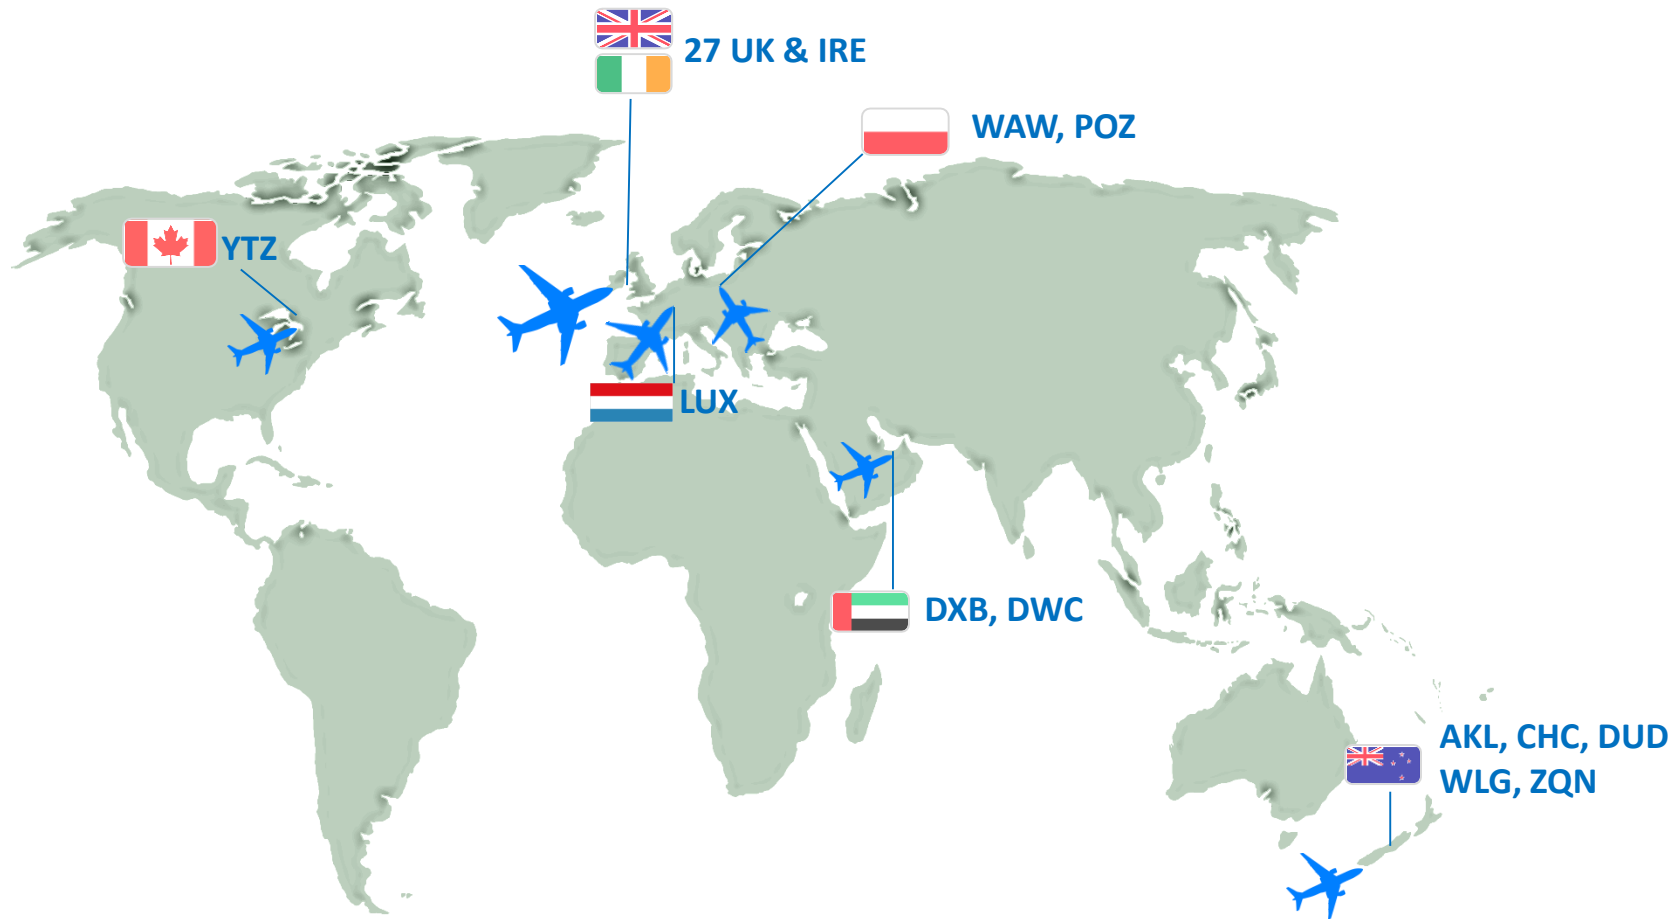 27 UK & IRE
WAW, POZ
YTZ
LUX
DXB, DWC
AKL, CHC, DUD
WLG, ZQN